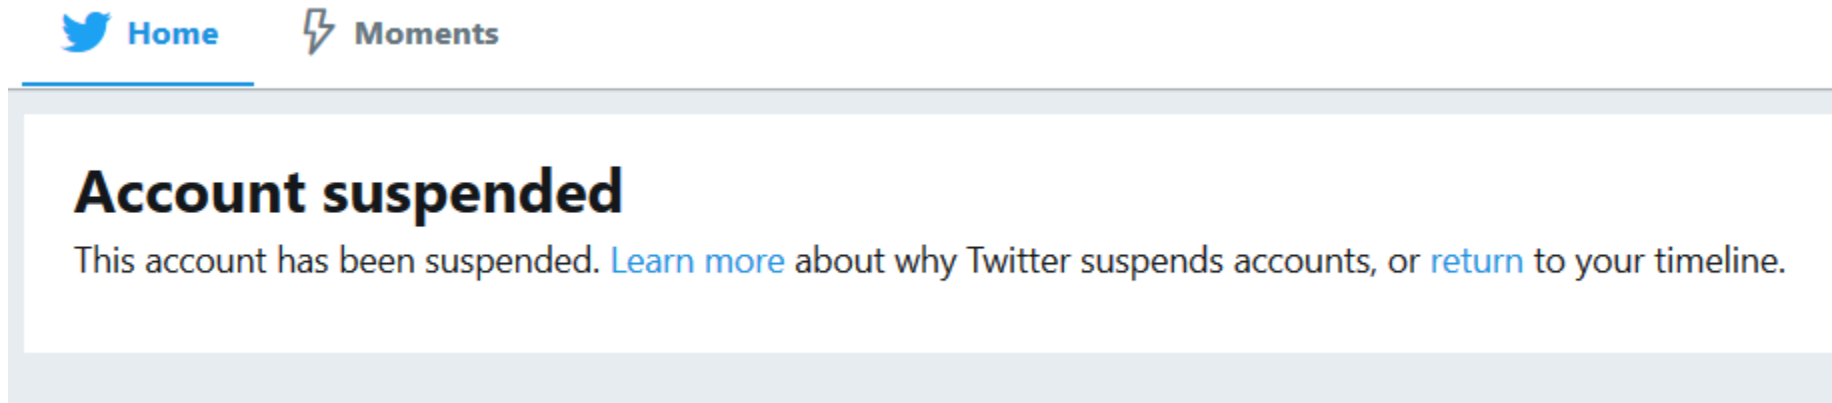 Home Moments
Account suspended
This account has been suspended. Learn more about why Twitter suspends accounts, or return to your timeline.